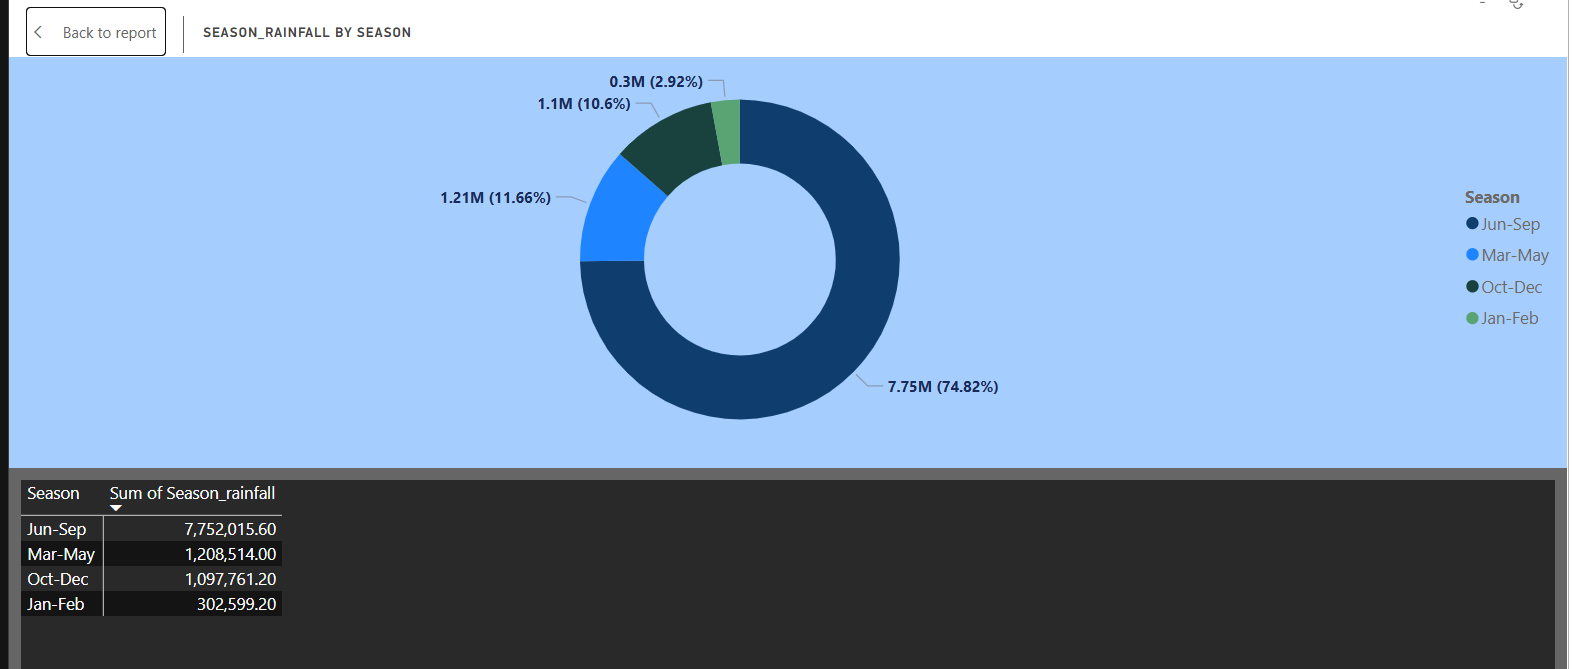 Back to report
SEASON_RAINFALL BY SEASON
0.3M (2.92%)
1.1M (10.6%)
1.21M (11.66%)
7.75M (74.82%)
Season
Jun-Sep
Mar-May
Oct-Dec
Jan-Feb
Season Sum of Season_rainfall
Jun-Sep 7,752,015.60
Mar-May 1,208,514.00
Oct-Dec 1,097,761.20
Jan-Feb 302,599.20